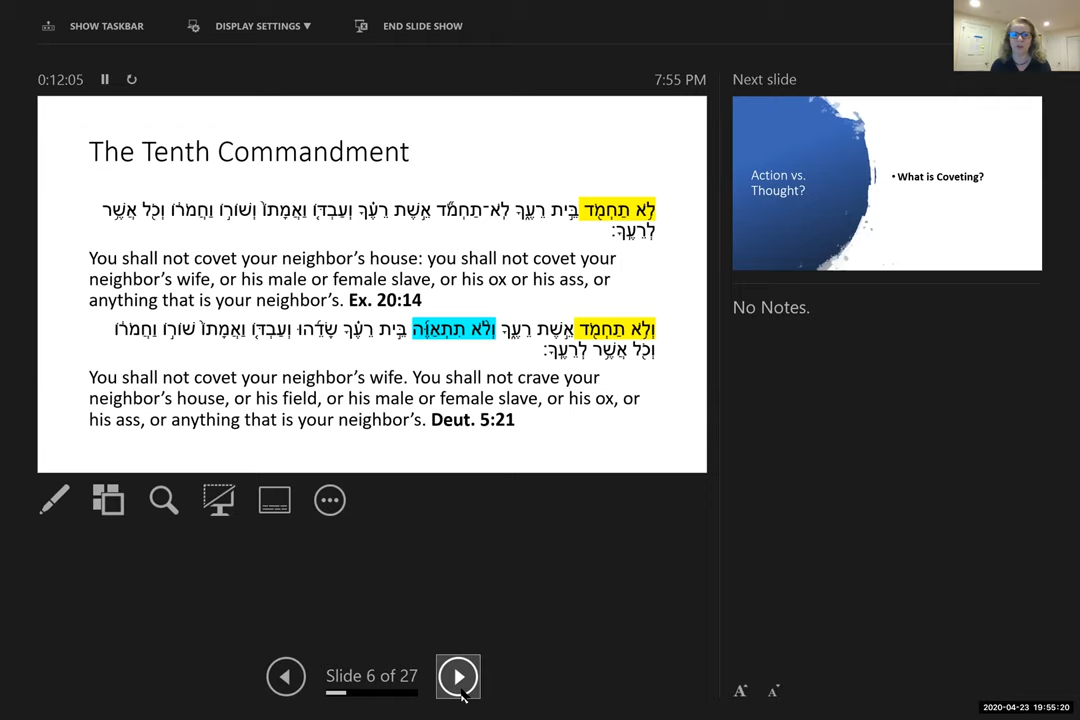 SHOW TASKBAR
DISPLAY SETTINGS ▼
END SLIDE SHOW
0:12:05
7:55 PM
The Tenth Commandment
לֹ֥א תַחְמֹ֖ד בֵּ֣ית רֵעֶ֑ךָ לֹֽא־תַחְמֹ֞ד אֵ֣שֶׁת רֵעֶ֗ךָ וְעַבְדּ֤וֹ וַאֲמָתוֹ֙ וְשׁוֹר֣וֹ וַחֲמֹר֔וֹ וְכֹ֖ל אֲשֶׁ֥ר
לְרֵעֶֽךָ׃
You shall not covet your neighbor’s house: you shall not covet your
neighbor’s wife, or his male or female slave, or his ox or his ass, or
anything that is your neighbor’s. Ex. 20:14
וְלֹ֥א תַחְמֹ֖ד אֵ֣שֶׁת רֵעֶ֑ךָ וְלֹ֨א תִתְאַוֶּ֜ה בֵּ֣ית רֵעֶ֗ךָ שָׂדֵ֜הוּ וְעַבְדּ֤וֹ וַאֲמָתוֹ֙ שׁוֹר֣וֹ וַחֲמֹר֔וֹ
וְכֹ֖ל אֲשֶׁ֥ר לְרֵעֶֽךָ׃
You shall not covet your neighbor’s wife. You shall not crave your
neighbor’s house, or his field, or his male or female slave, or his ox, or
his ass, or anything that is your neighbor’s. Deut. 5:21
Slide 6 of 27
Next slide
Action vs.
Thought?
• What is Coveting?
No Notes.
A A
2020-04-23 19:55:20